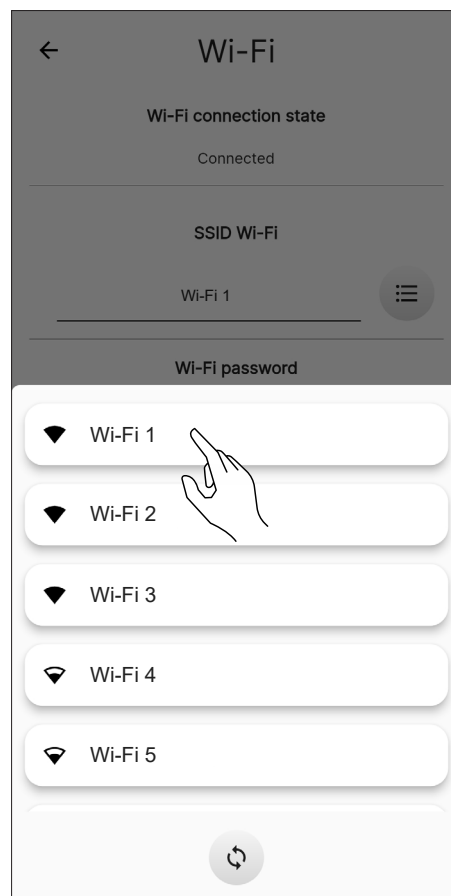 Wi-Fi
Wi-Fi connection state
Connected
SSID Wi-Fi
Wi-Fi 1
Wi-Fi password
Wi-Fi 1
Wi-Fi 2
Wi-Fi 3
Wi-Fi 4
Wi-Fi 5